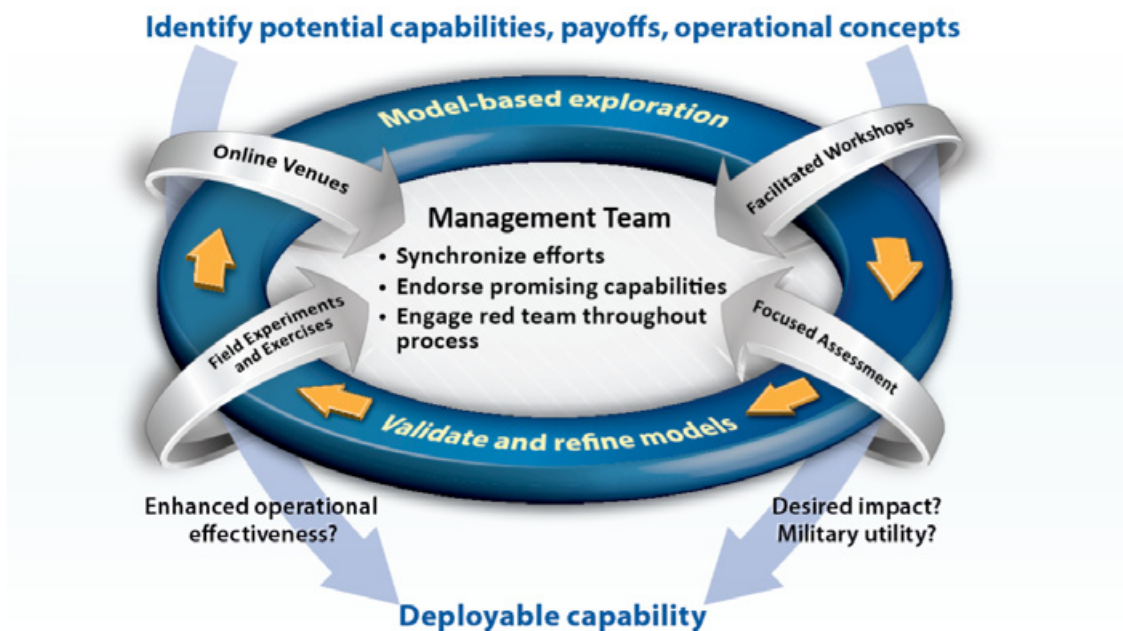 Identify potential capabilities, payoffs, operational concepts
Model-based exploration
Online Venues
Facilitated Workshops
Management Team
• Synchronize efforts
• Endorse promising capabilities
• Engage red team throughout
process
Field Experiments
and Exercises
Focused Assessment
Validate and refine models
Enhanced operational
effectiveness?
Desired impact?
Military utility?
Deployable capability